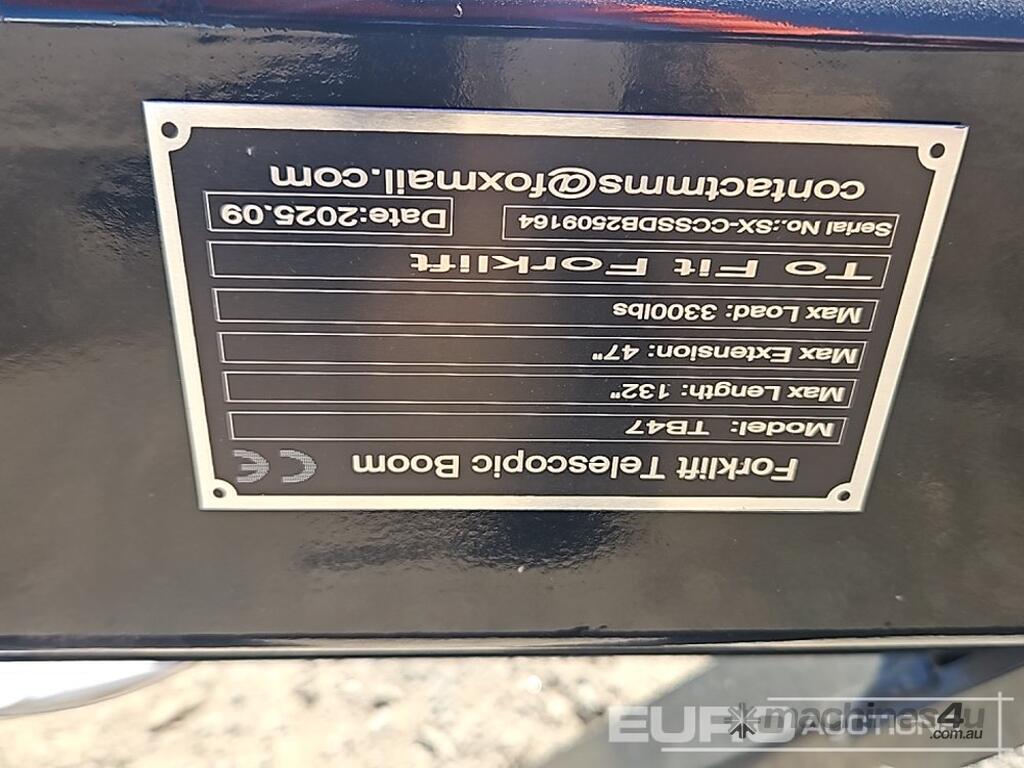 Forklift Telescopic Boom CE
Model: TB47
Max Length: 132"
Max Extension: 47"
Max Load: 3300lbs
To Fit Forklift
Serial No.:SX-CCSSDB2509164 Date:2025.09
contactmms@foxmail.com
EURO AUCTIONS
machines4u
.com.au